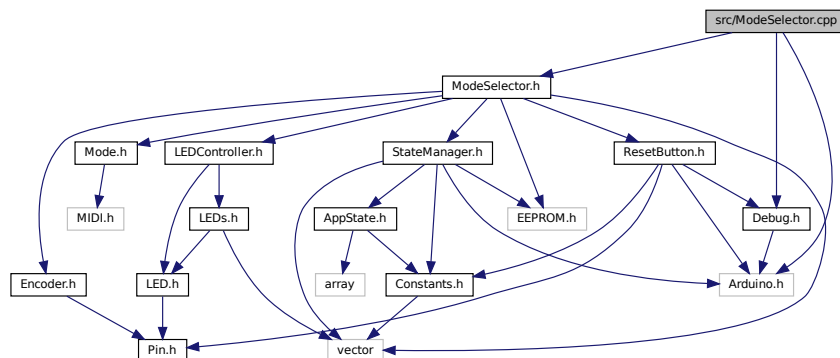 src/ModeSelector.cpp
ModeSelector.h
Mode.h
LEDController.h
StateManager.h
ResetButton.h
MIDI.h
LEDs.h
AppState.h
EEPROM.h
Debug.h
Encoder.h
LED.h
array
Constants.h
Arduino.h
Pin.h
vector